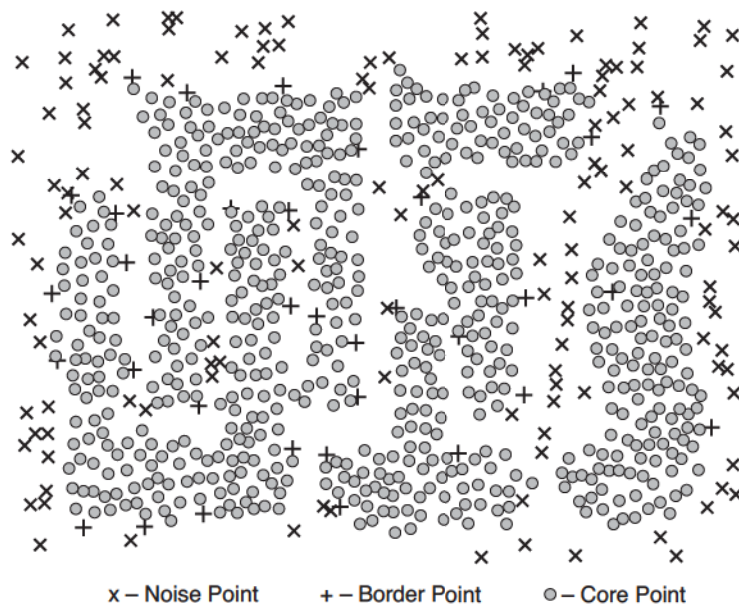 x – Noise Point + – Border Point – Core Point